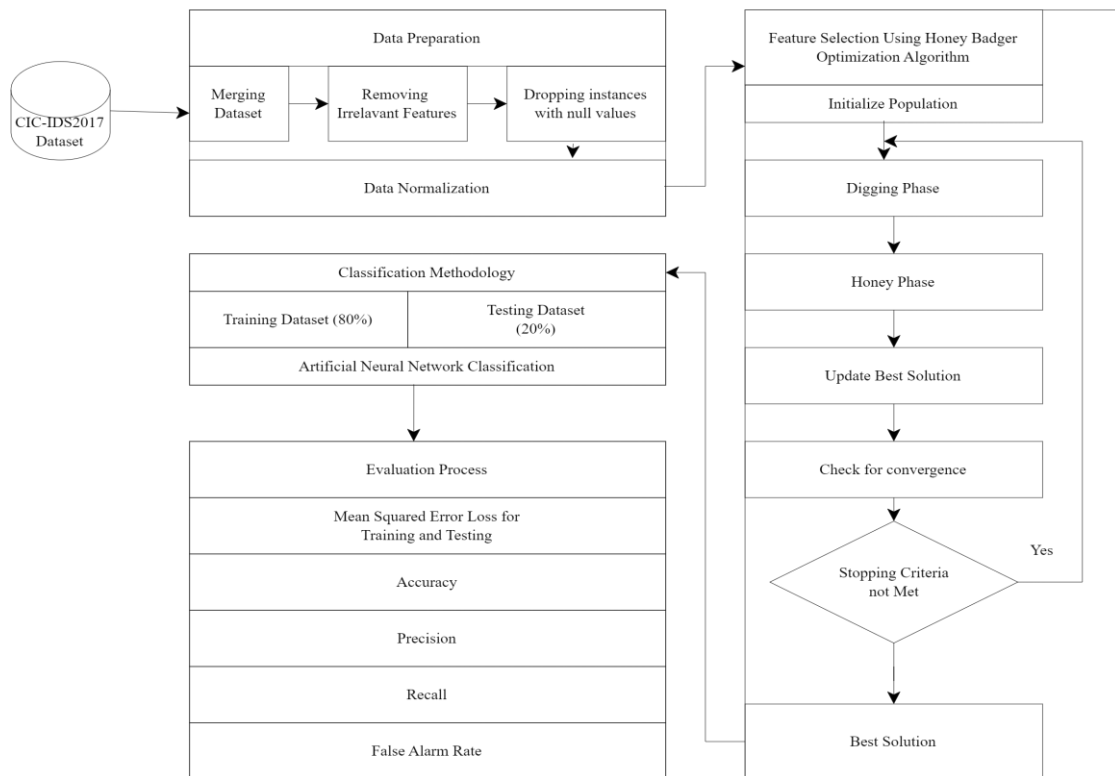 CIC-IDS2017
Dataset
Data Preparation
Merging
Dataset
Removing
Irrelavant Features
Dropping instances
with null values
Data Normalization
Feature Selection Using Honey Badger
Optimization Algorithm
Initialize Population
Digging Phase
Honey Phase
Update Best Solution
Check for convergence
Stopping Criteria
not Met
Yes
Best Solution
Classification Methodology
Training Dataset (80%)
Testing Dataset
(20%)
Artificial Neural Network Classification
Evaluation Process
Mean Squared Error Loss for
Training and Testing
Accuracy
Precision
Recall
False Alarm Rate